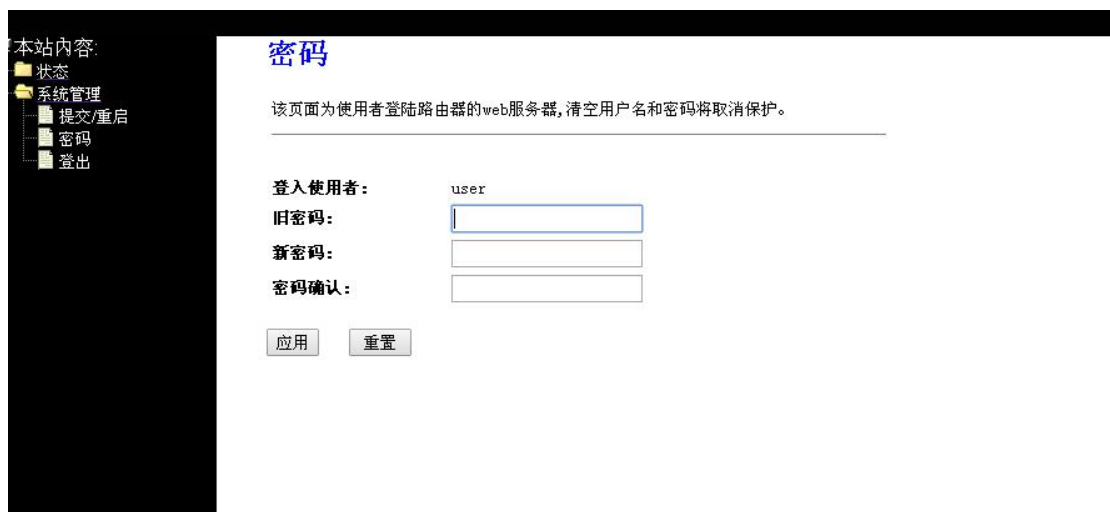 本站内容:
状态
系统管理
提交/重启
密码
登出
密码
该页面为使用者登陆路由器的web服务器,清空用户名和密码将取消保护。
登入使用者: user
旧密码:
新密码:
密码确认:
应用 重置